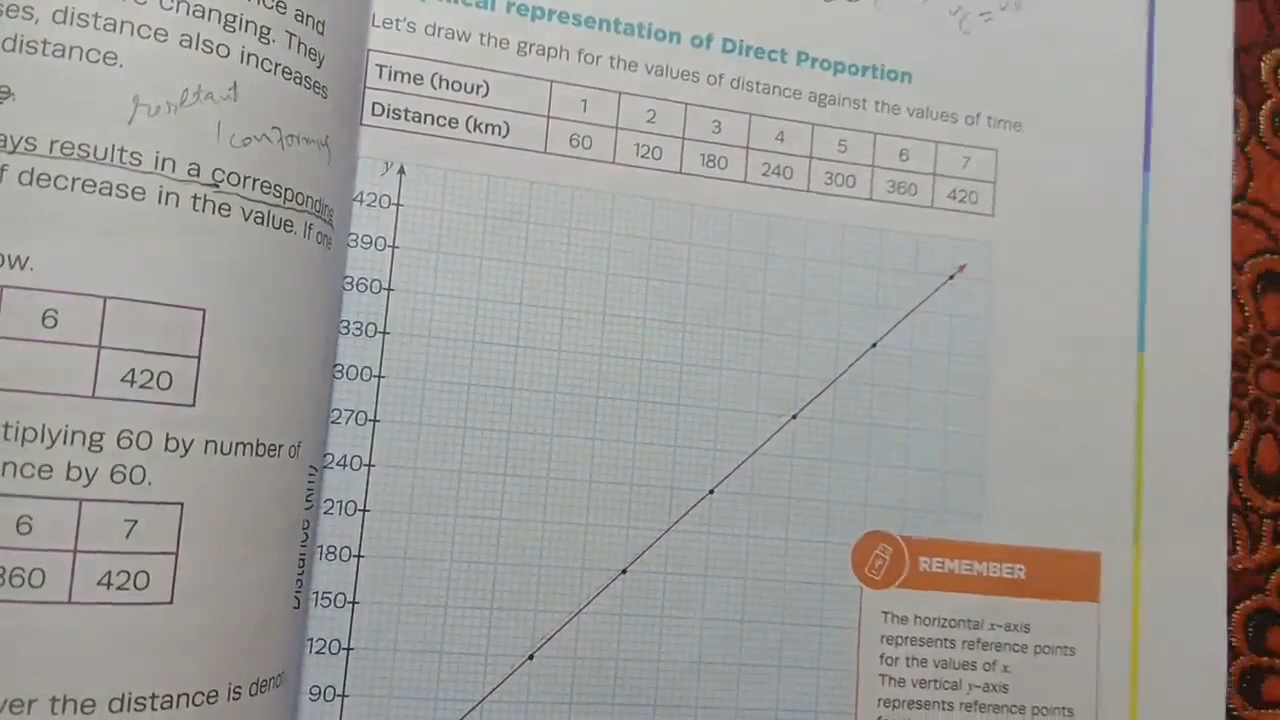 and
changing. They
distance also increases
distance.
ays results in a corresponding
f decrease in the value. If one
ow.
6
420
tiplying 60 by number of
nce by 60.
6 7
360 420
ver the distance is
representation of Direct Proportion
Let's draw the graph for the values of distance against the values of time
Time (hour) 1 2 3 4 5 6 7
Distance (km) 60 120 180 240 300 360 420
y
420
390
360
330
300
270
240
210
180
150
120
90
Distance (km)
REMEMBER
The horizontal x-axis
represents reference points
for the values of x.
The vertical y-axis
represents reference points